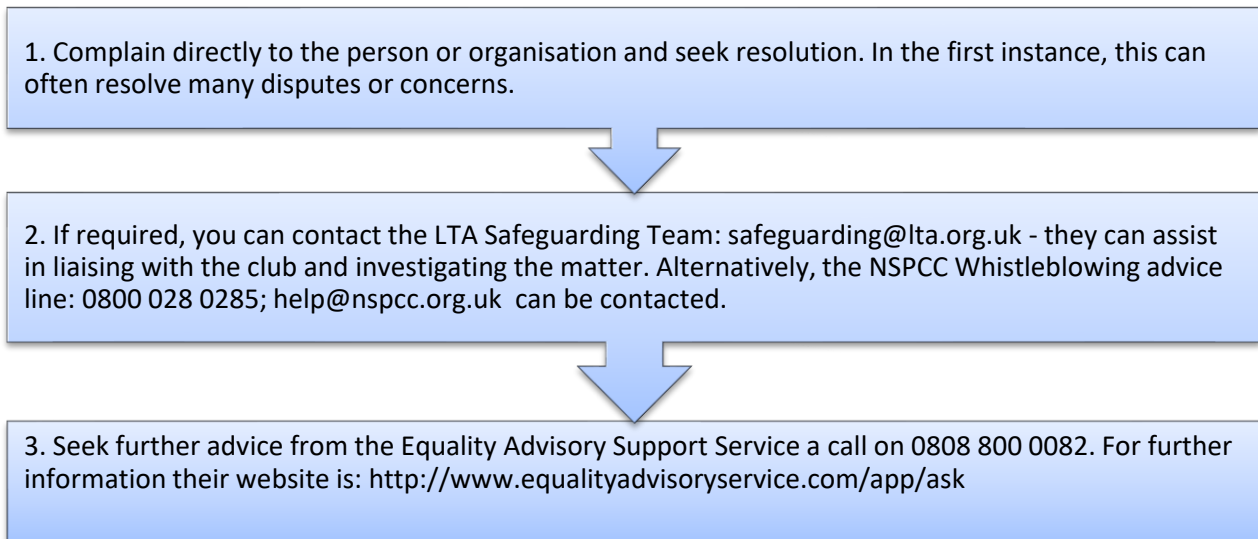 1. Complain directly to the person or organisation and seek resolution. In the first instance, this can
often resolve many disputes or concerns.
2. If required, you can contact the LTA Safeguarding Team: safeguarding@lta.org.uk - they can assist
in liaising with the club and investigating the matter. Alternatively, the NSPCC Whistleblowing advice
line: 0800 028 0285; help@nspcc.org.uk  can be contacted.
3. Seek further advice from the Equality Advisory Support Service a call on 0808 800 0082. For further
information their website is: http://www.equalityadvisoryservice.com/app/ask